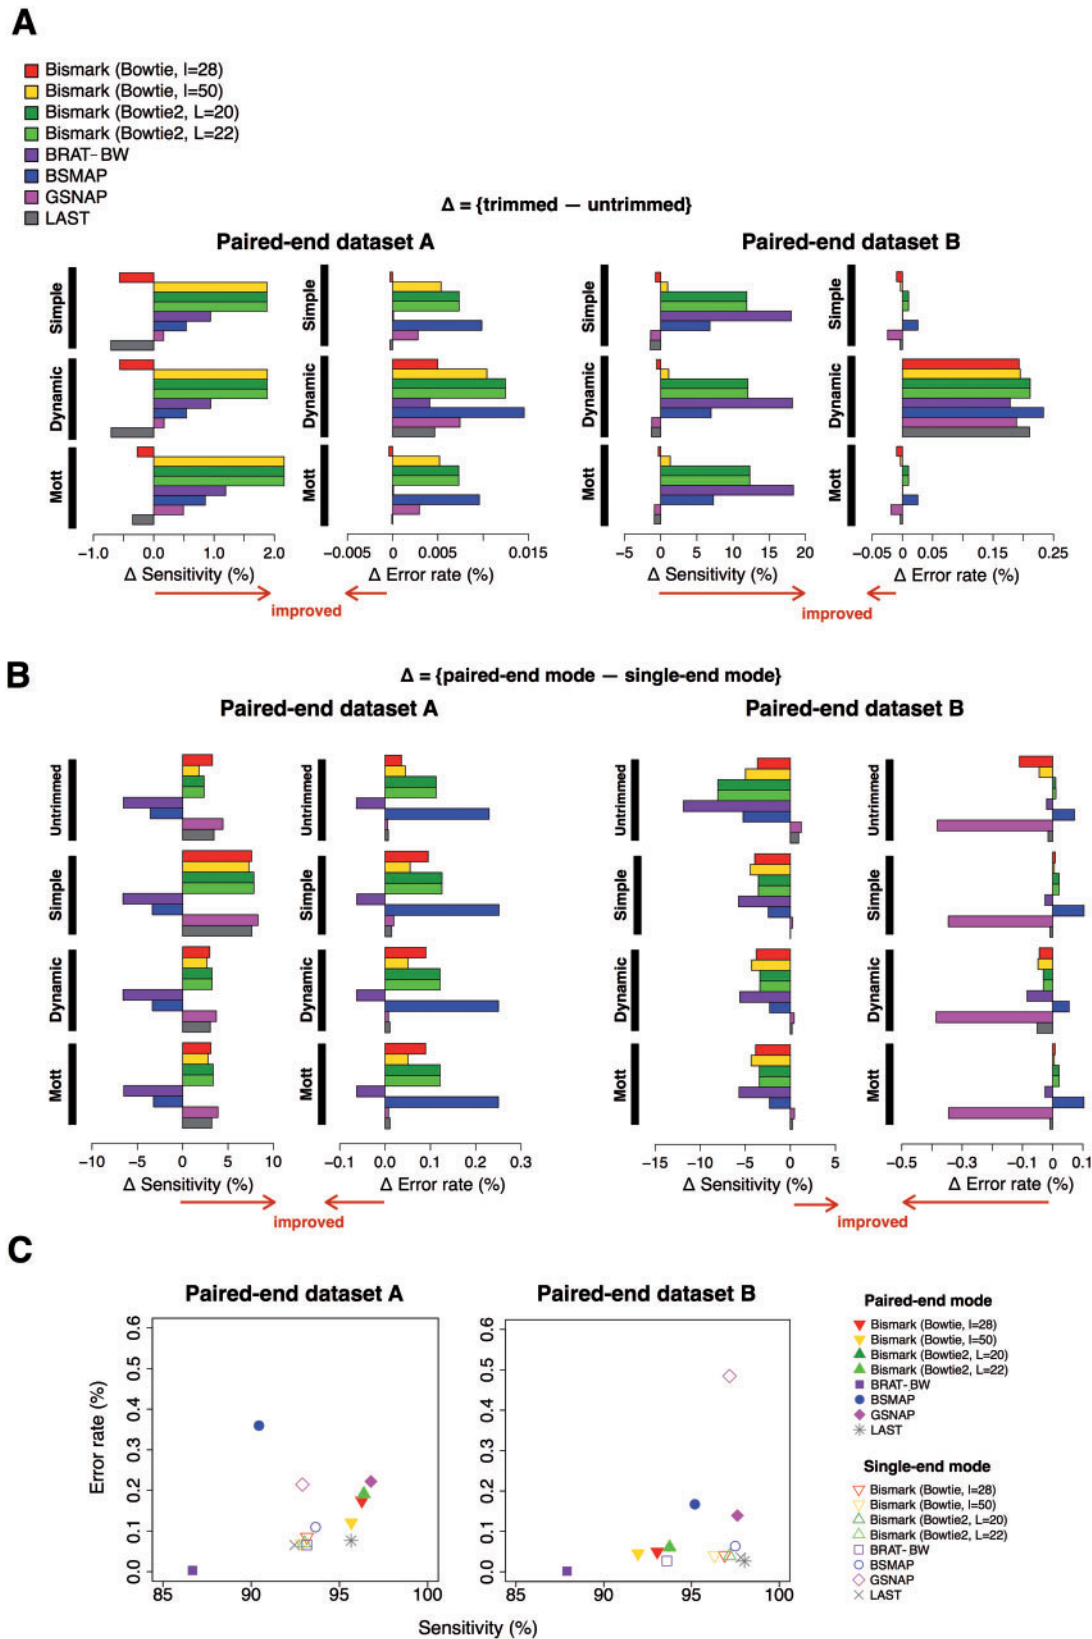 A
Bismark (Bowtie, l=28)
Bismark (Bowtie, l=50)
Bismark (Bowtie2, L=20)
Bismark (Bowtie2, L=22)
BRAT-BW
BSMAP
GSNAP
LAST
Δ = {trimmed — untrimmed}
Paired-end dataset A
Paired-end dataset B
Simple
Dynamic
Mott
Simple
Dynamic
Mott
Simple
Dynamic
Mott
Simple
Dynamic
Mott
−1.0 0.0 1.0 2.0
−0.005 0 0.005 0.015
−5 0 5 10 15 20
−0.05 0 0.05 0.15 0.25
Δ Sensitivity (%)
Δ Error rate (%)
Δ Sensitivity (%)
Δ Error rate (%)
improved
improved
B
Δ = {paired-end mode — single-end mode}
Paired-end dataset A
Paired-end dataset B
Untrimmed
Simple
Dynamic
Mott
Untrimmed
Simple
Dynamic
Mott
Untrimmed
Simple
Dynamic
Mott
Untrimmed
Simple
Dynamic
Mott
−10 −5 0 5 10
−0.1 0.0 0.1 0.2 0.3
−15 −10 −5 0 5
−0.5 −0.3 −0.1 0 0.1
Δ Sensitivity (%)
Δ Error rate (%)
Δ Sensitivity (%)
Δ Error rate (%)
improved
improved
C
Paired-end dataset A
Paired-end dataset B
Error rate (%)
0.6
0.5
0.4
0.3
0.2
0.1
0.0
85 90 95 100
0.6
0.5
0.4
0.3
0.2
0.1
0.0
85 90 95 100
Sensitivity (%)
Paired-end mode
Bismark (Bowtie, l=28)
Bismark (Bowtie, l=50)
Bismark (Bowtie2, L=20)
Bismark (Bowtie2, L=22)
BRAT-BW
BSMAP
GSNAP
LAST
Single-end mode
Bismark (Bowtie, l=28)
Bismark (Bowtie, l=50)
Bismark (Bowtie2, L=20)
Bismark (Bowtie2, L=22)
BRAT-BW
BSMAP
GSNAP
LAST